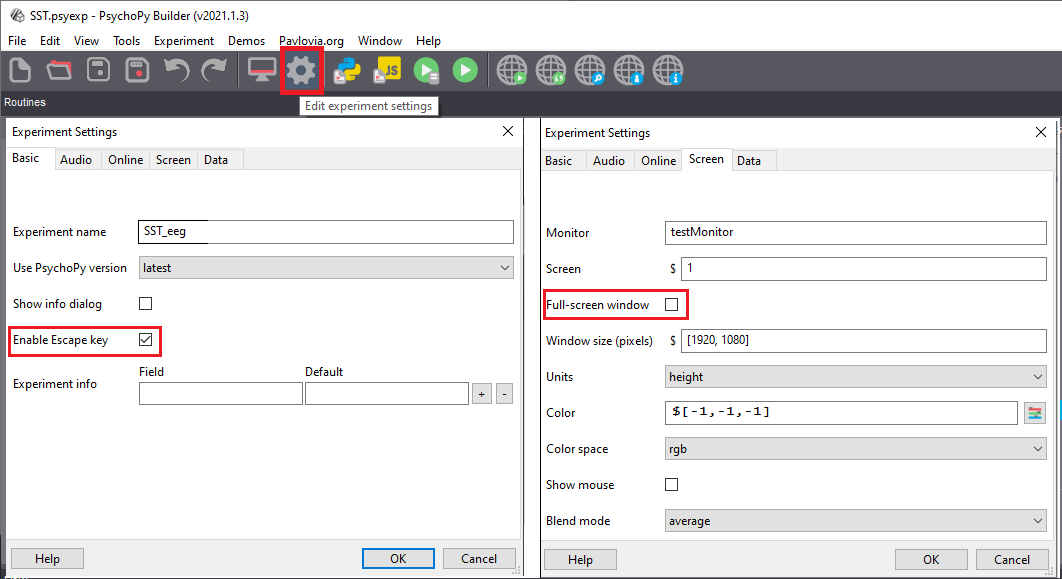 SST.psyexp - PsychoPy Builder (v2021.1.3)
File Edit View Tools Experiment Demos Pavlovia.org Window Help
JS
Edit experiment settings
Routines
Experiment Settings
Basic Audio Online Screen Data
Experiment name SST_eeg
Use PsychoPy version latest
Show info dialog
Enable Escape key
Field Default
Experiment info + -
Help OK Cancel
Experiment Settings
Basic Audio Online Screen Data
Monitor testMonitor
Screen $ 1
Full-screen window
Window size (pixels) $ [1920, 1080]
Units height
Color $[-1,-1,-1]
Color space rgb
Show mouse
Blend mode average
Help OK Cancel